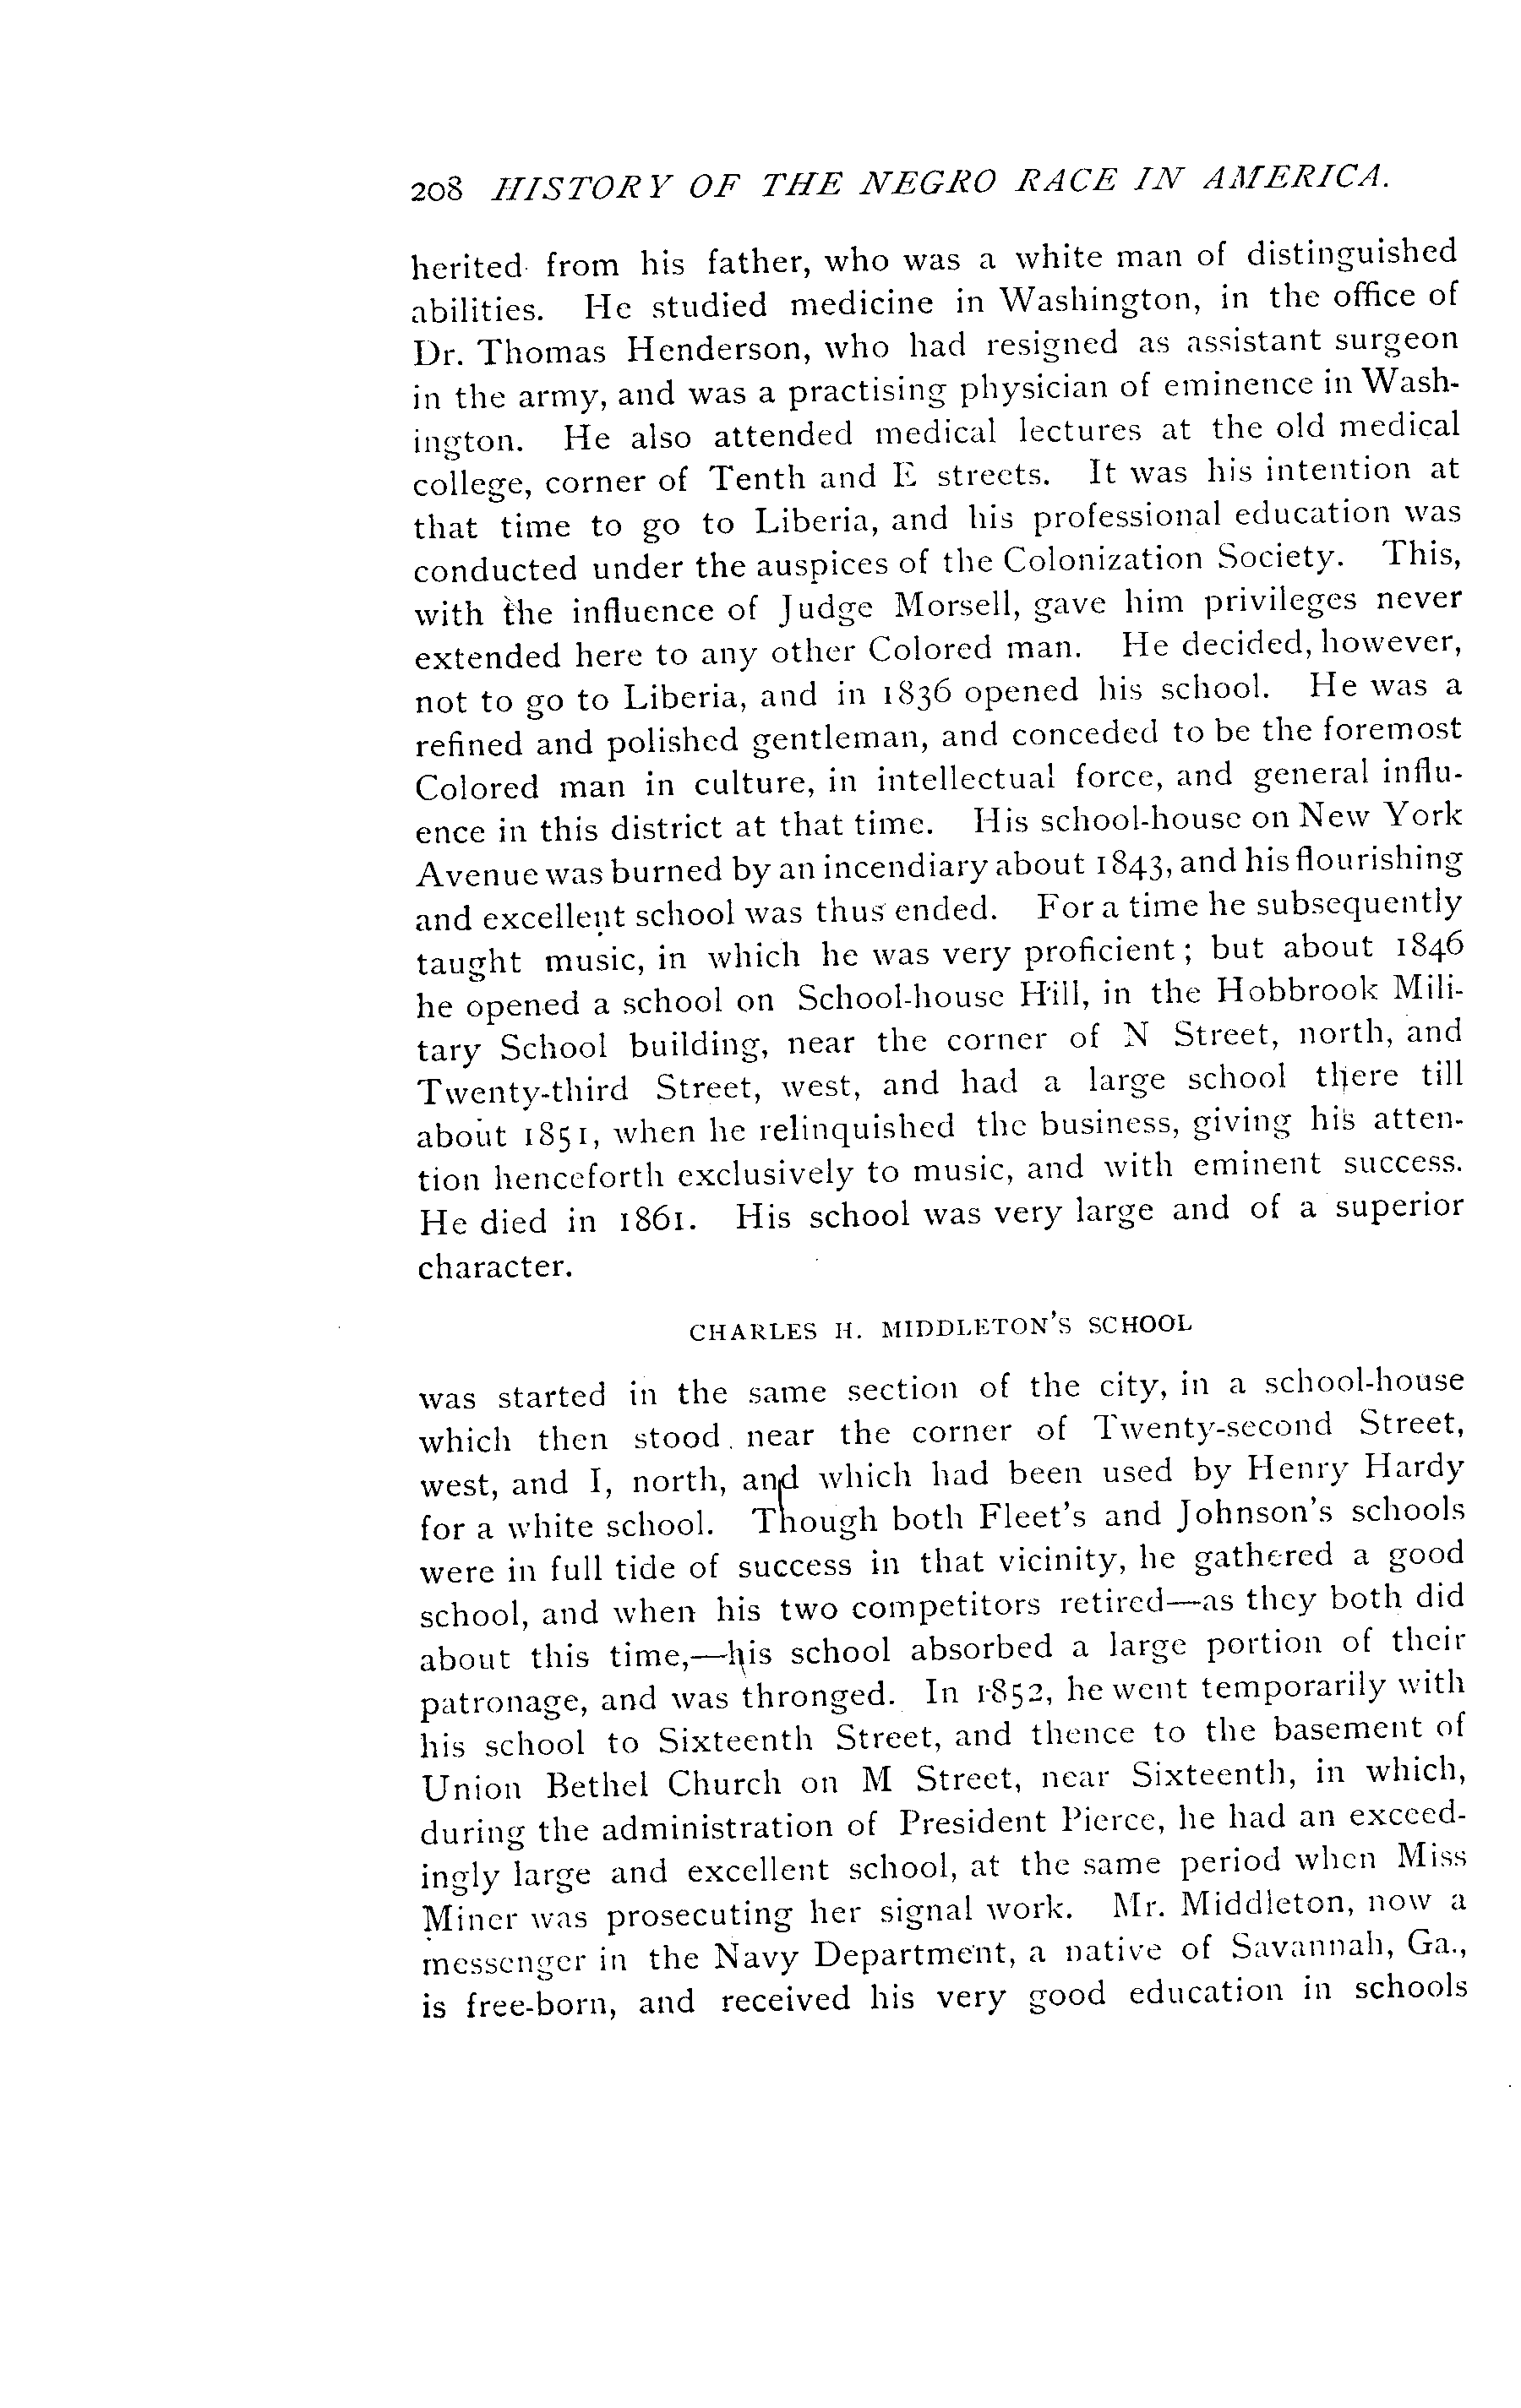 208 HISTORY OF THE NEGRO RACE IN AMERICA.
herited from his father, who was a white man of distinguished
abilities. He studied medicine in Washington, in the office of
Dr. Thomas Henderson, who had resigned as assistant surgeon
in the army, and was a practising physician of eminence in Wash-
ington. He also attended medical lectures at the old medical
college, corner of Tenth and E streets. It was his intention at
that time to go to Liberia, and his professional education was
conducted under the auspices of the Colonization Society. This,
with the influence of Judge Morsell, gave him privileges never
extended here to any other Colored man. He decided, however,
not to go to Liberia, and in 1836 opened his school. He was a
refined and polished gentleman, and conceded to be the foremost
Colored man in culture, in intellectual force, and general influ-
ence in this district at that time. His school-house on New York
Avenue was burned by an incendiary about 1843, and his flourishing
and excellent school was thus ended. For a time he subsequently
taught music, in which he was very proficient; but about 1846
he opened a school on School-house Hill, in the Hobbrook Mili-
tary School building, near the corner of N Street, north, and
Twenty-third Street, west, and had a large school there till
about 1851, when he relinquished the business, giving his atten-
tion henceforth exclusively to music, and with eminent success.
He died in 1861. His school was very large and of a superior
character.
CHARLES H. MIDDLETON'S SCHOOL
was started in the same section of the city, in a school-house
which then stood near the corner of Twenty-second Street,
west, and I, north, and which had been used by Henry Hardy
for a white school. Though both Fleet's and Johnson's schools
were in full tide of success in that vicinity, he gathered a good
school, and when his two competitors retired—as they both did
about this time,—his school absorbed a large portion of their
patronage, and was thronged. In 1852, he went temporarily with
his school to Sixteenth Street, and thence to the basement of
Union Bethel Church on M Street, near Sixteenth, in which,
during the administration of President Pierce, he had an exceed-
ingly large and excellent school, at the same period when Miss
Miner was prosecuting her signal work. Mr. Middleton, now a
messenger in the Navy Department, a native of Savannah, Ga.,
is free-born, and received his very good education in schools